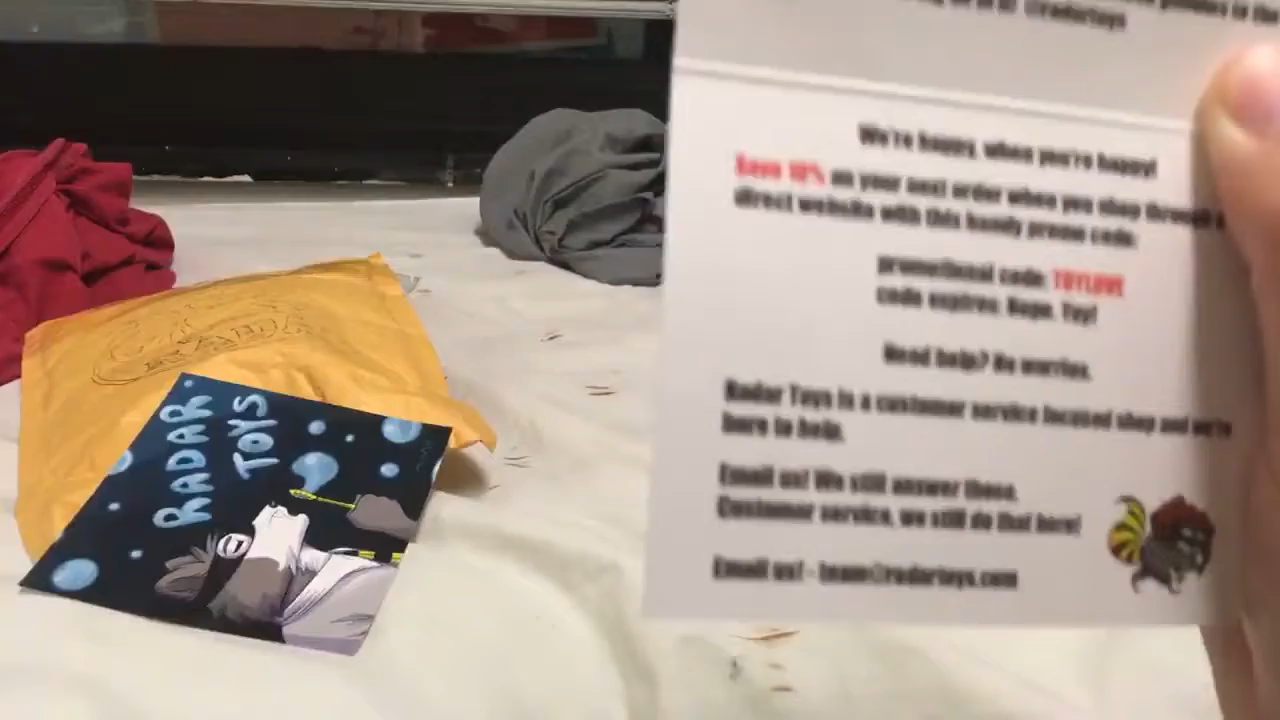 @radartoys
We're happy, when you're happy!
Save 10% on your next order when you shop through
direct website with this handy promo code:
promotional code: TOYLOVE
code expires: Nope. Yay!
Need help? No worries.
Radar Toys is a customer service focused shop and we're
here to help.
Email us! We still answer those.
Customer service, we still do that here!
Email us! - team@radartoys.com
RADAR
TOYS